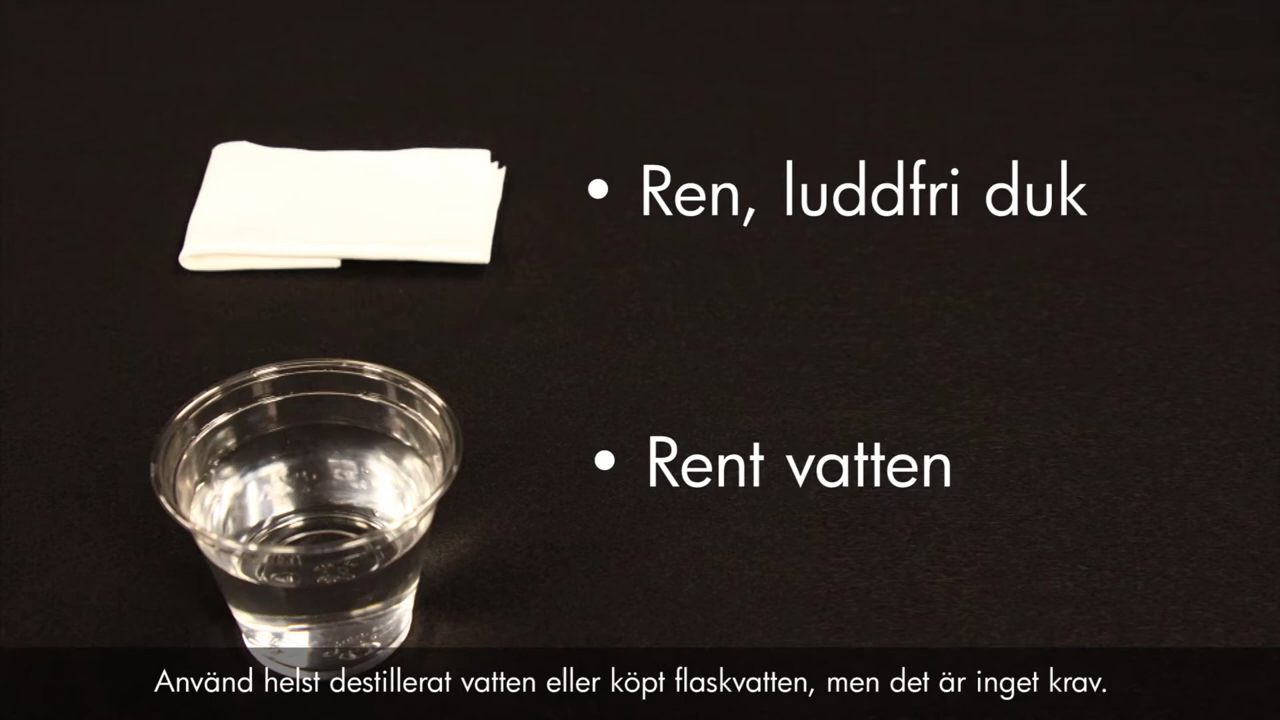 • Ren, luddfri duk
• Rent vatten
Använd helst destillerat vatten eller köpt flaskvatten, men det är inget krav.